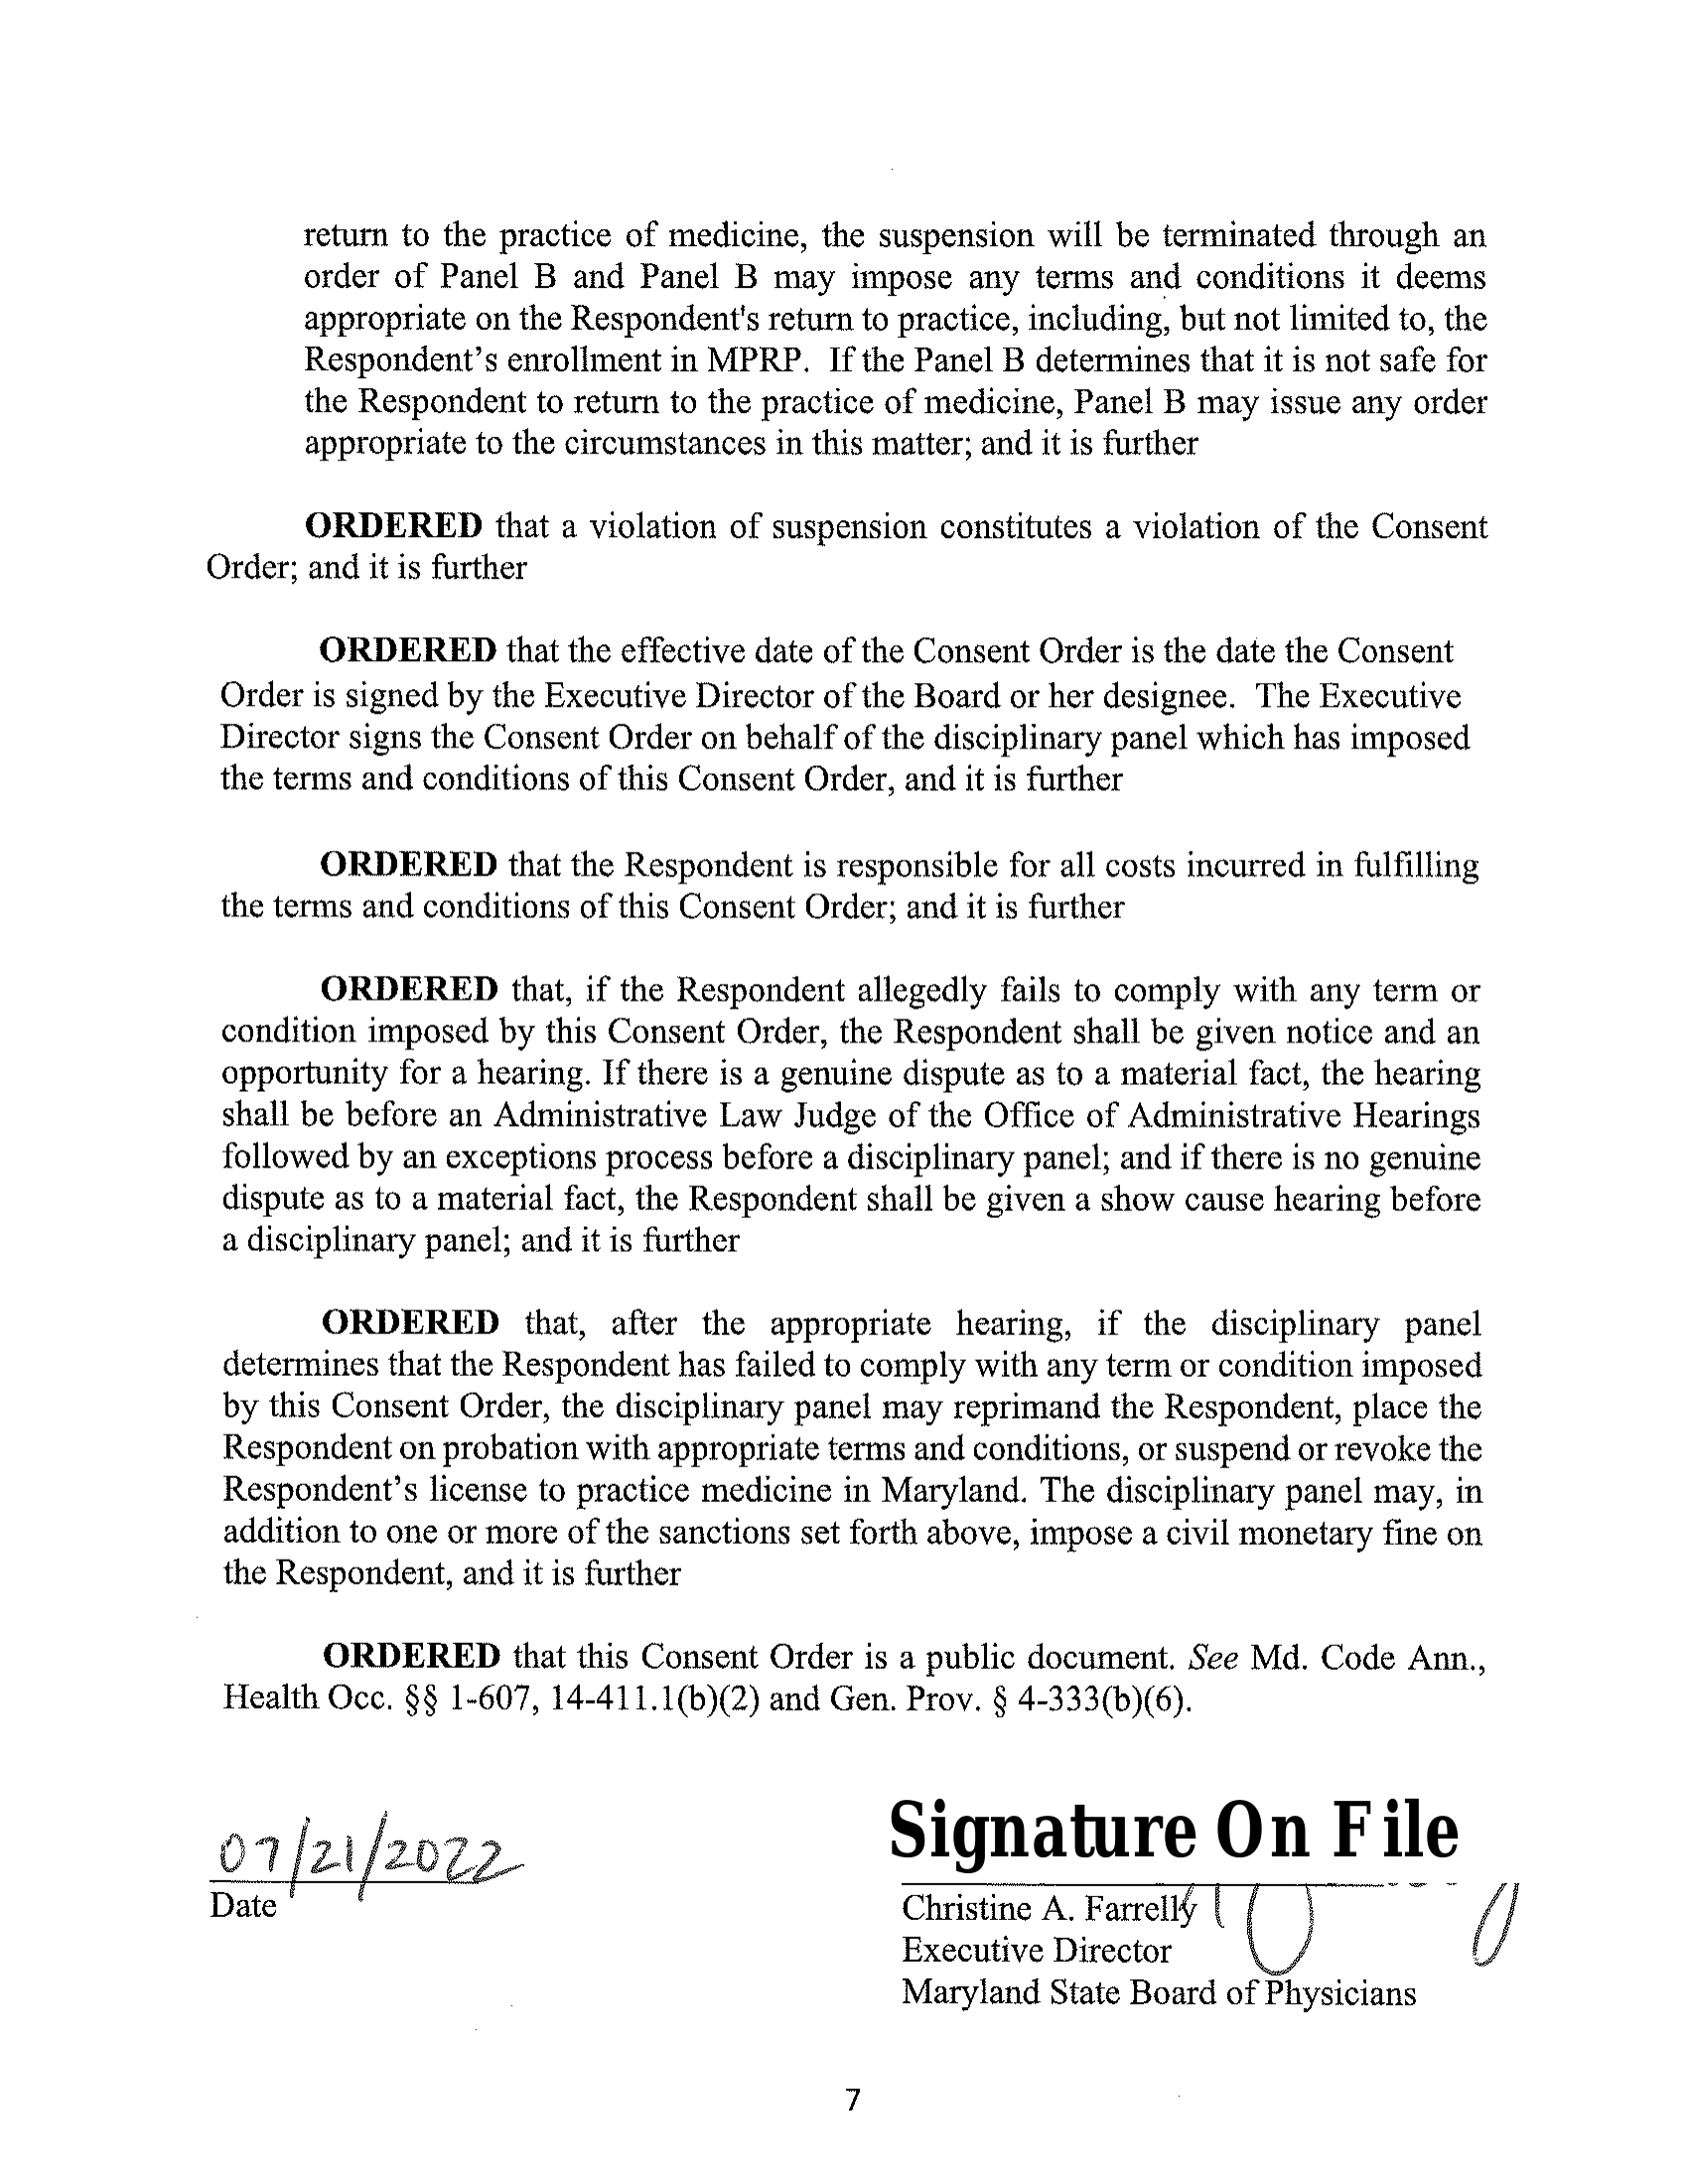 return to the practice of medicine, the suspension will be terminated through an
order of Panel B and Panel B may impose any terms and conditions it deems
appropriate on the Respondent's return to practice, including, but not limited to, the
Respondent's enrollment in MPRP. If the Panel B determines that it is not safe for
the Respondent to return to the practice of medicine, Panel B may issue any order
appropriate to the circumstances in this matter; and it is further
ORDERED that a violation of suspension constitutes a violation of the Consent
Order; and it is further
ORDERED that the effective date of the Consent Order is the date the Consent
Order is signed by the Executive Director of the Board or her designee. The Executive
Director signs the Consent Order on behalf of the disciplinary panel which has imposed
the terms and conditions of this Consent Order, and it is further
ORDERED that the Respondent is responsible for all costs incurred in fulfilling
the terms and conditions of this Consent Order; and it is further
ORDERED that, if the Respondent allegedly fails to comply with any term or
condition imposed by this Consent Order, the Respondent shall be given notice and an
opportunity for a hearing. If there is a genuine dispute as to a material fact, the hearing
shall be before an Administrative Law Judge of the Office of Administrative Hearings
followed by an exceptions process before a disciplinary panel; and if there is no genuine
dispute as to a material fact, the Respondent shall be given a show cause hearing before
a disciplinary panel; and it is further
ORDERED that, after the appropriate hearing, if the disciplinary panel
determines that the Respondent has failed to comply with any term or condition imposed
by this Consent Order, the disciplinary panel may reprimand the Respondent, place the
Respondent on probation with appropriate terms and conditions, or suspend or revoke the
Respondent's license to practice medicine in Maryland. The disciplinary panel may, in
addition to one or more of the sanctions set forth above, impose a civil monetary fine on
the Respondent, and it is further
ORDERED that this Consent Order is a public document. See Md. Code Ann.,
Health Occ. §§ 1-607, 14-411.1(b)(2) and Gen. Prov. § 4-333(b)(6).
07/21/2022
Date
Signature On File
Christine A. Farrelly
Executive Director
Maryland State Board of Physicians
7